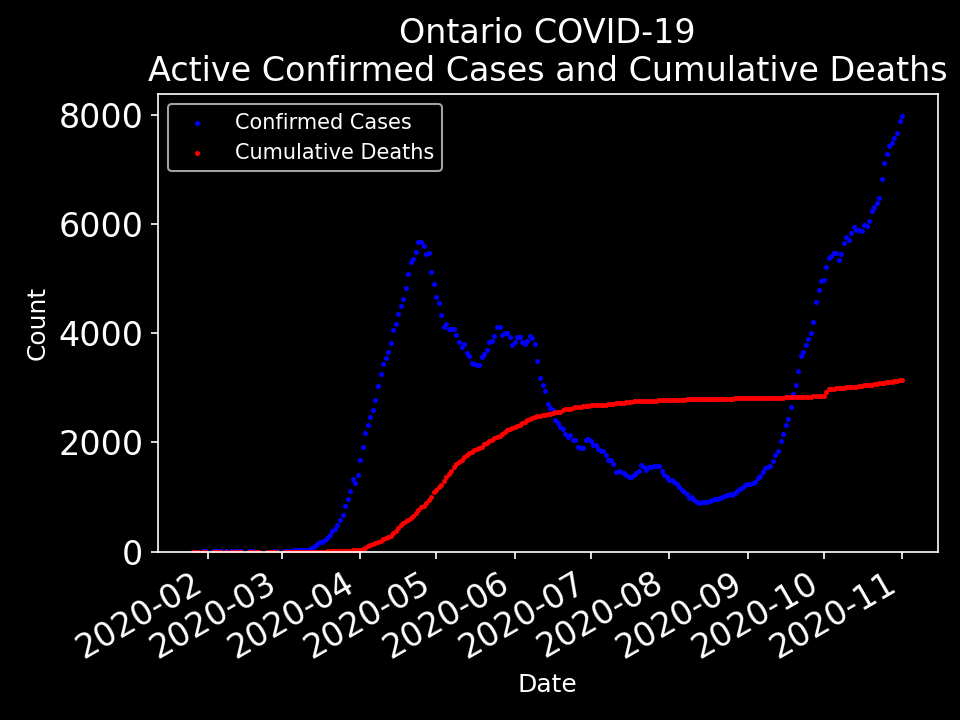 Ontario COVID-19
Active Confirmed Cases and Cumulative Deaths
8000
6000
4000
2000
0
Count
Confirmed Cases
Cumulative Deaths
2020-02
2020-03
2020-04
2020-05
2020-06
2020-07
2020-08
2020-09
2020-10
2020-11
Date